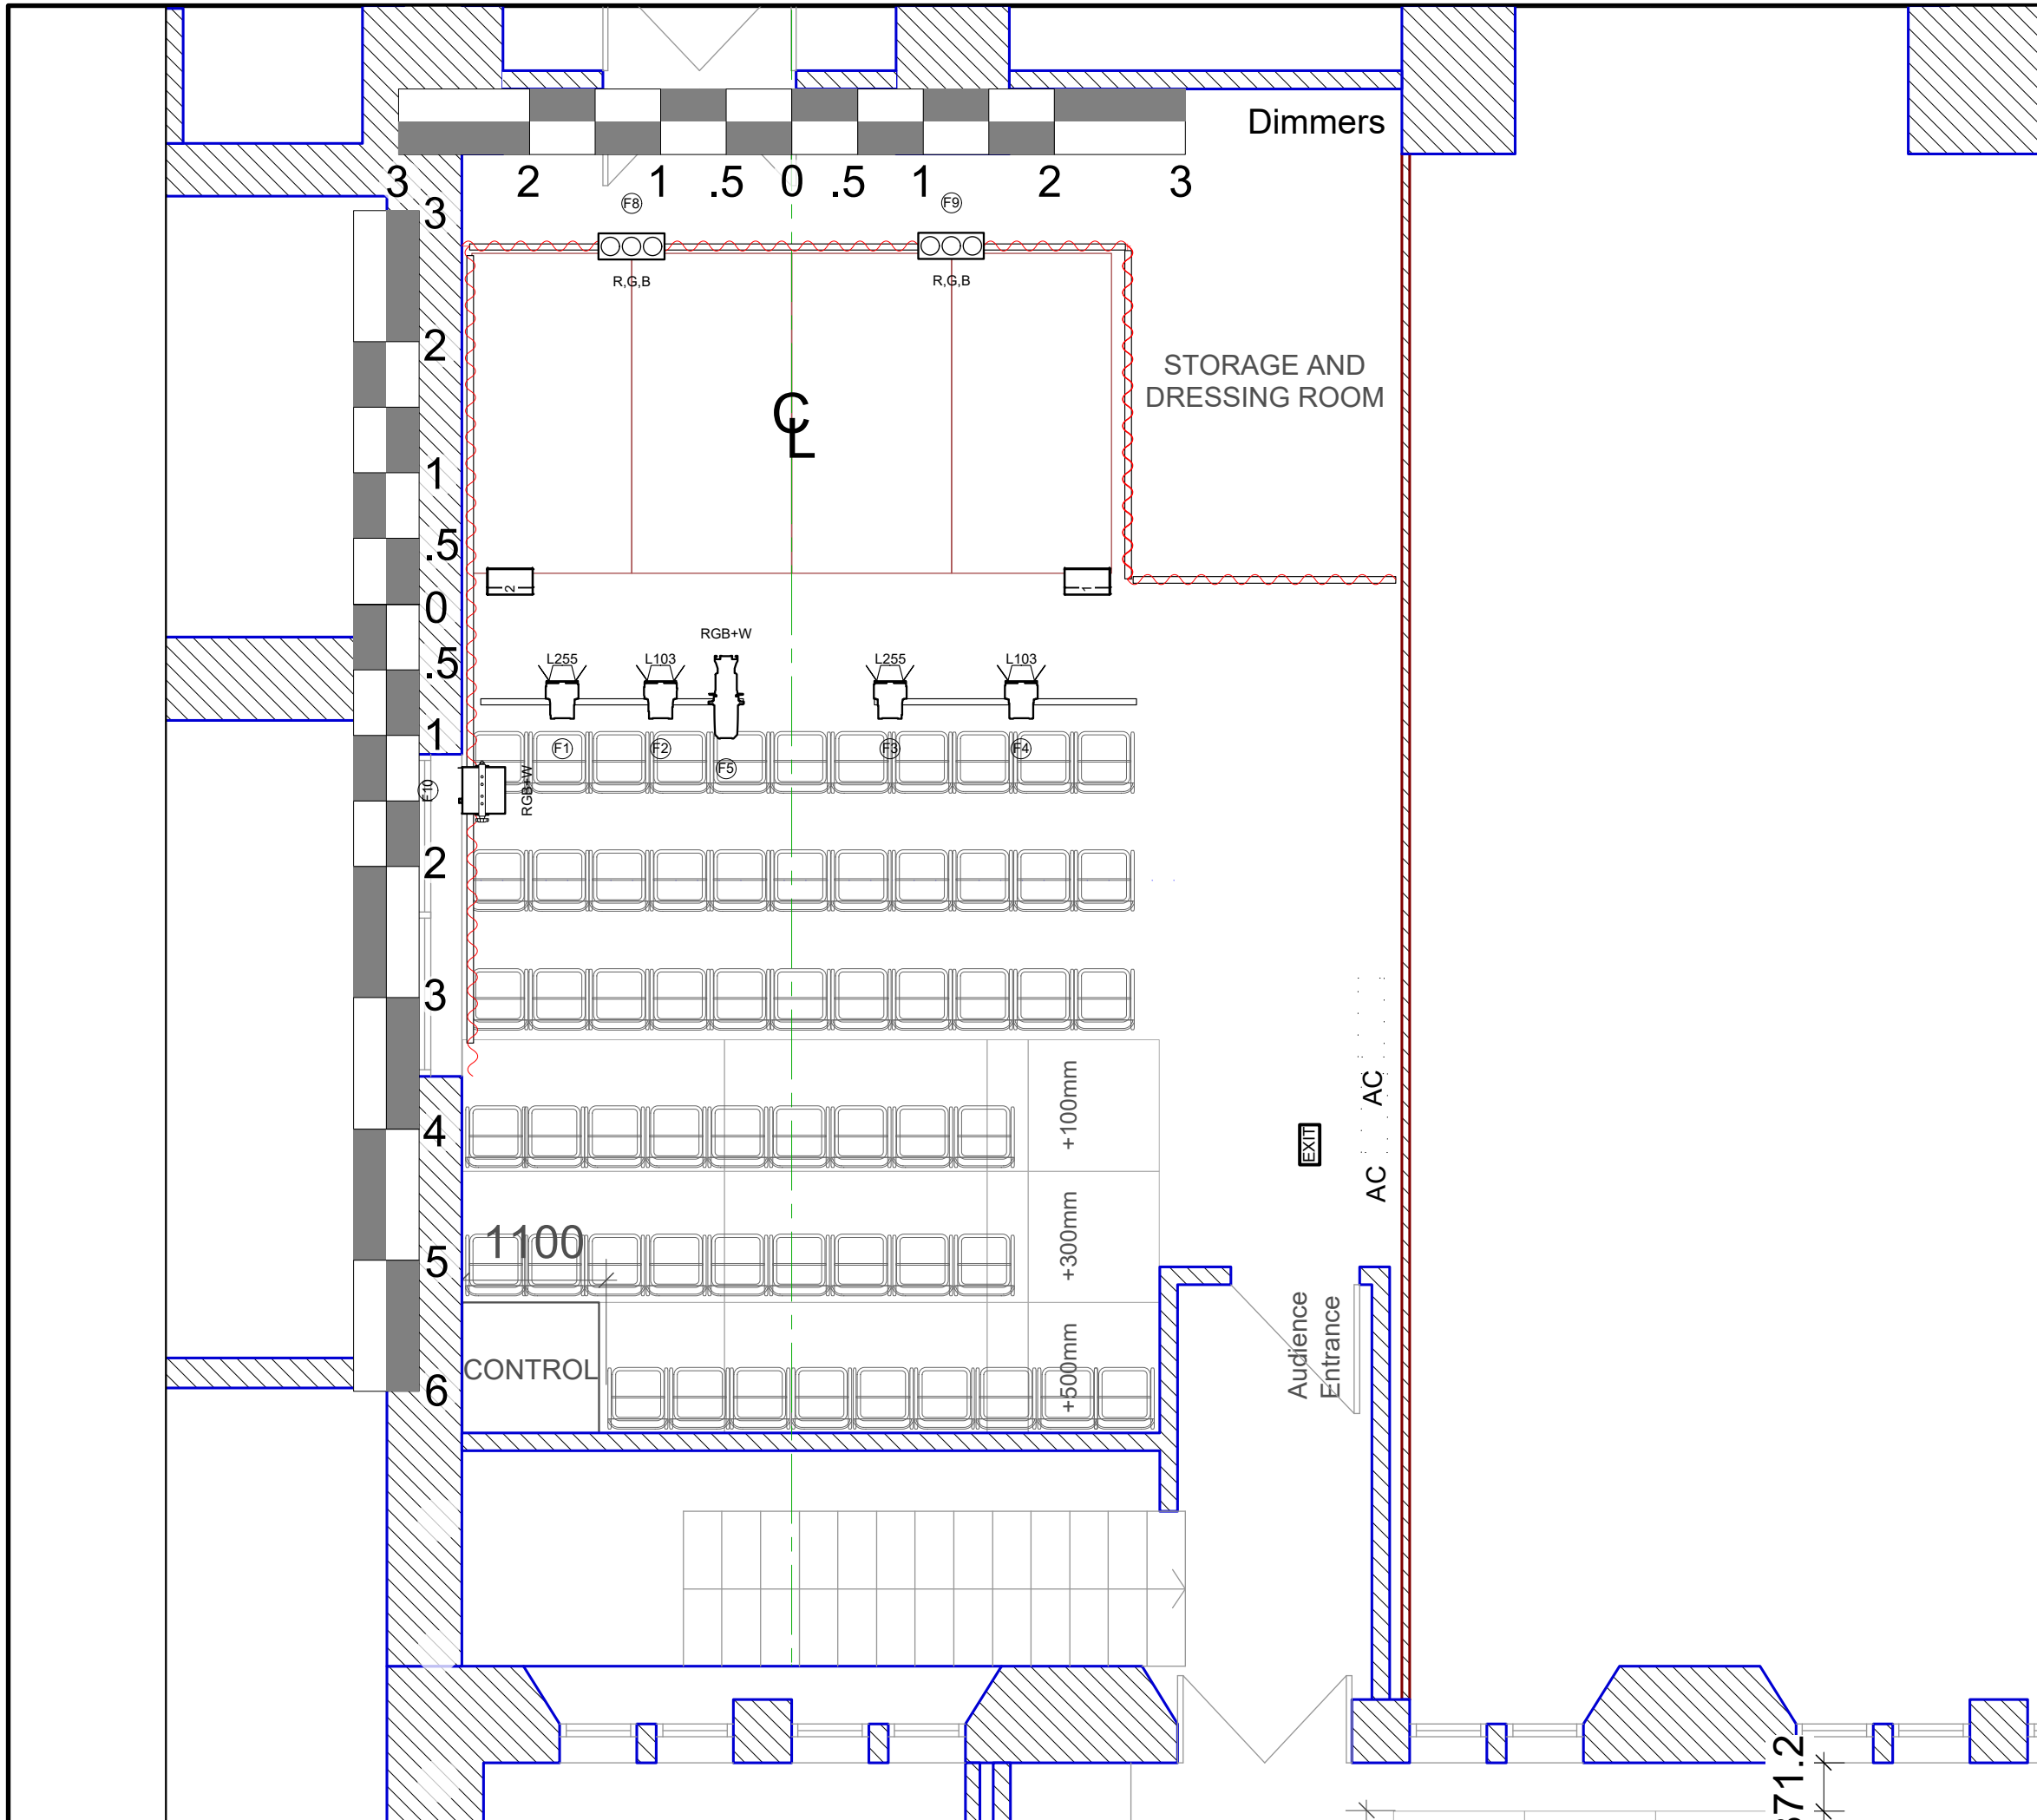 Dimmers
3 2 1 .5 0 .5 1 2 3
F8 F9
R,G,B R,G,B
3
2
1
.5
0
.5
1
2
3
4
5
6
STORAGE AND
DRESSING ROOM
CL
2 1
RGB+W
L255 L103 L255 L103
F1 F2 F5 F3 F4
F10
RGB+W
+100mm
+300mm
+500mm
AC
AC
EXIT
1100
CONTROL
Audience
Entrance